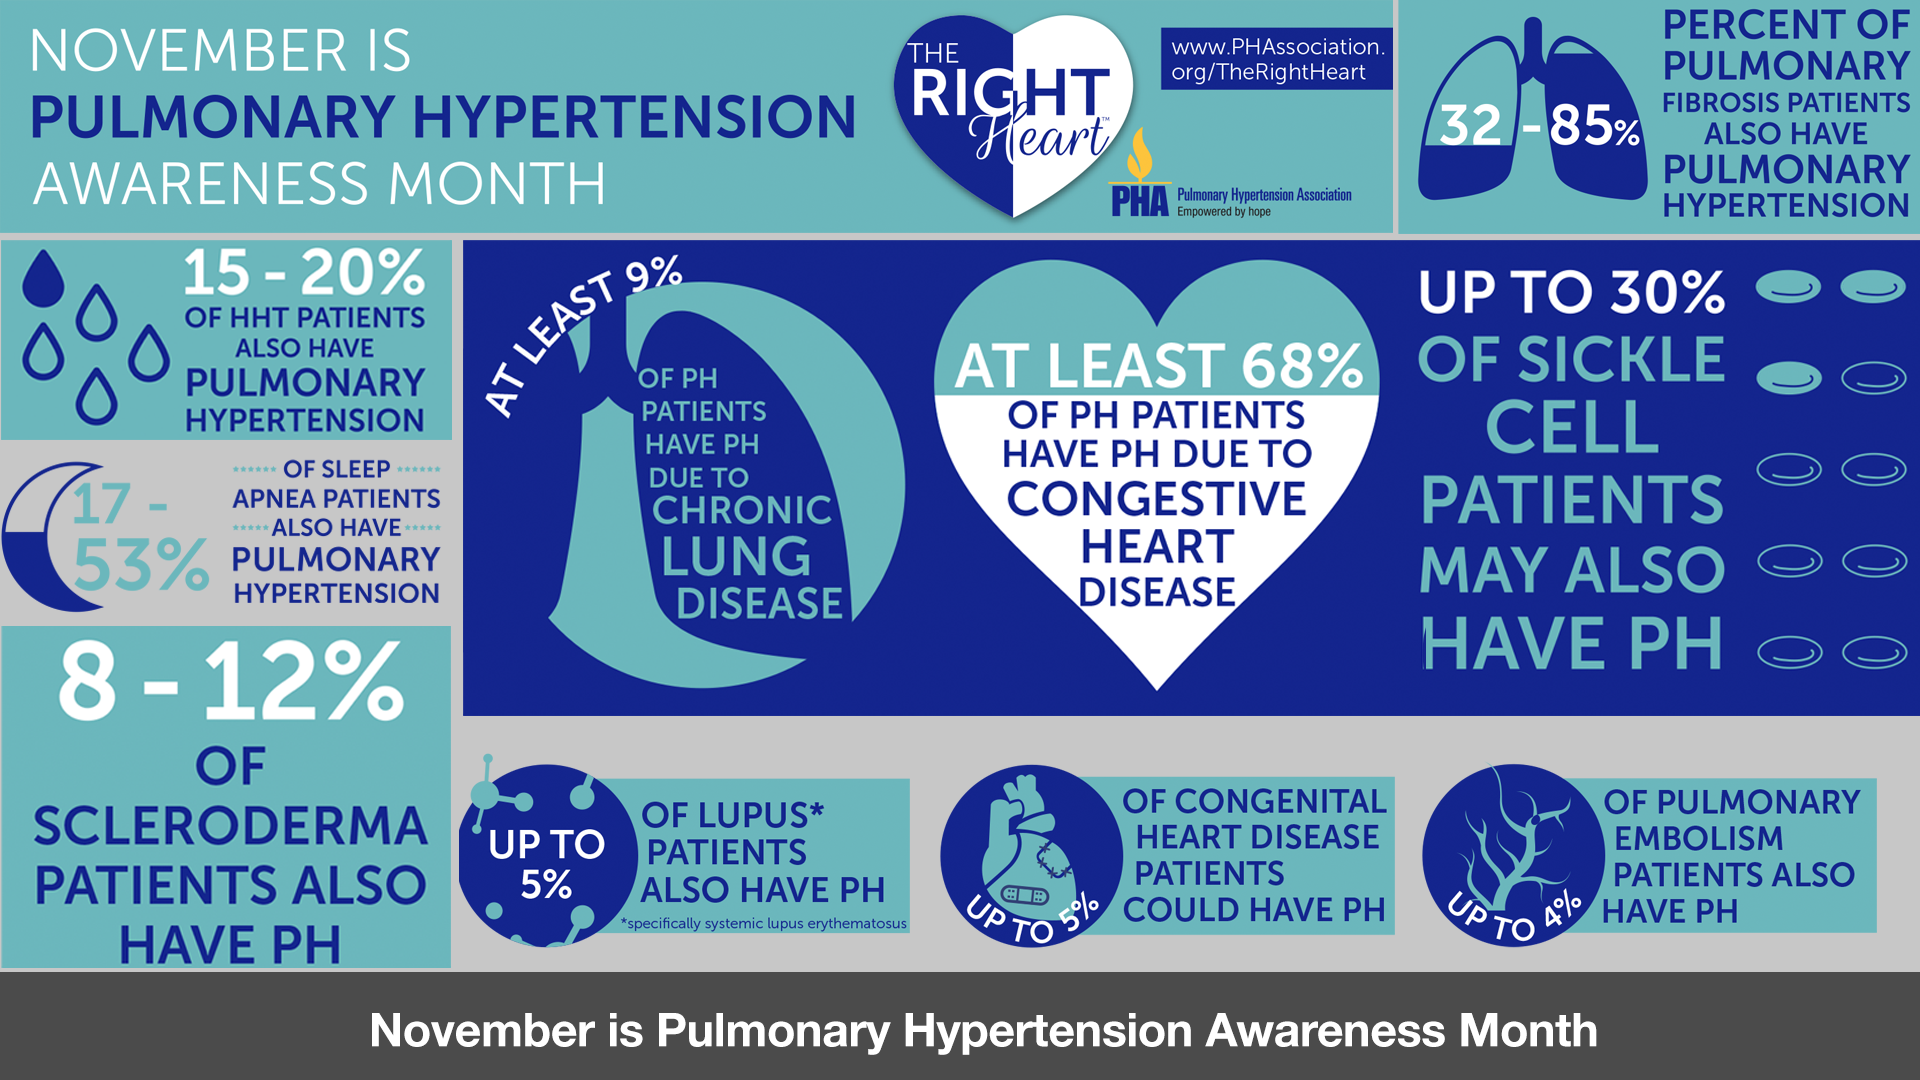 NOVEMBER IS
PULMONARY HYPERTENSION
AWARENESS MONTH
THE
RIGHT
Heart™
www.PHAssociation.
org/TheRightHeart
PHA Pulmonary Hypertension Association
Empowered by hope
32 - 85%
PERCENT OF
PULMONARY
FIBROSIS PATIENTS
ALSO HAVE
PULMONARY
HYPERTENSION
15 - 20%
OF HHT PATIENTS
ALSO HAVE
PULMONARY
HYPERTENSION
17 -
53%
OF SLEEP
APNEA PATIENTS
ALSO HAVE
PULMONARY
HYPERTENSION
8 - 12%
OF
SCLERODERMA
PATIENTS ALSO
HAVE PH
AT LEAST 9%
OF PH
PATIENTS
HAVE PH
DUE TO
CHRONIC
LUNG
DISEASE
AT LEAST 68%
OF PH PATIENTS
HAVE PH DUE TO
CONGESTIVE
HEART
DISEASE
UP TO 30%
OF SICKLE
CELL
PATIENTS
MAY ALSO
HAVE PH
UP TO
5%
OF LUPUS*
PATIENTS
ALSO HAVE PH
*specifically systemic lupus erythematosus
UP TO 5%
OF CONGENITAL
HEART DISEASE
PATIENTS
COULD HAVE PH
UP TO 4%
OF PULMONARY
EMBOLISM
PATIENTS ALSO
HAVE PH
November is Pulmonary Hypertension Awareness Month